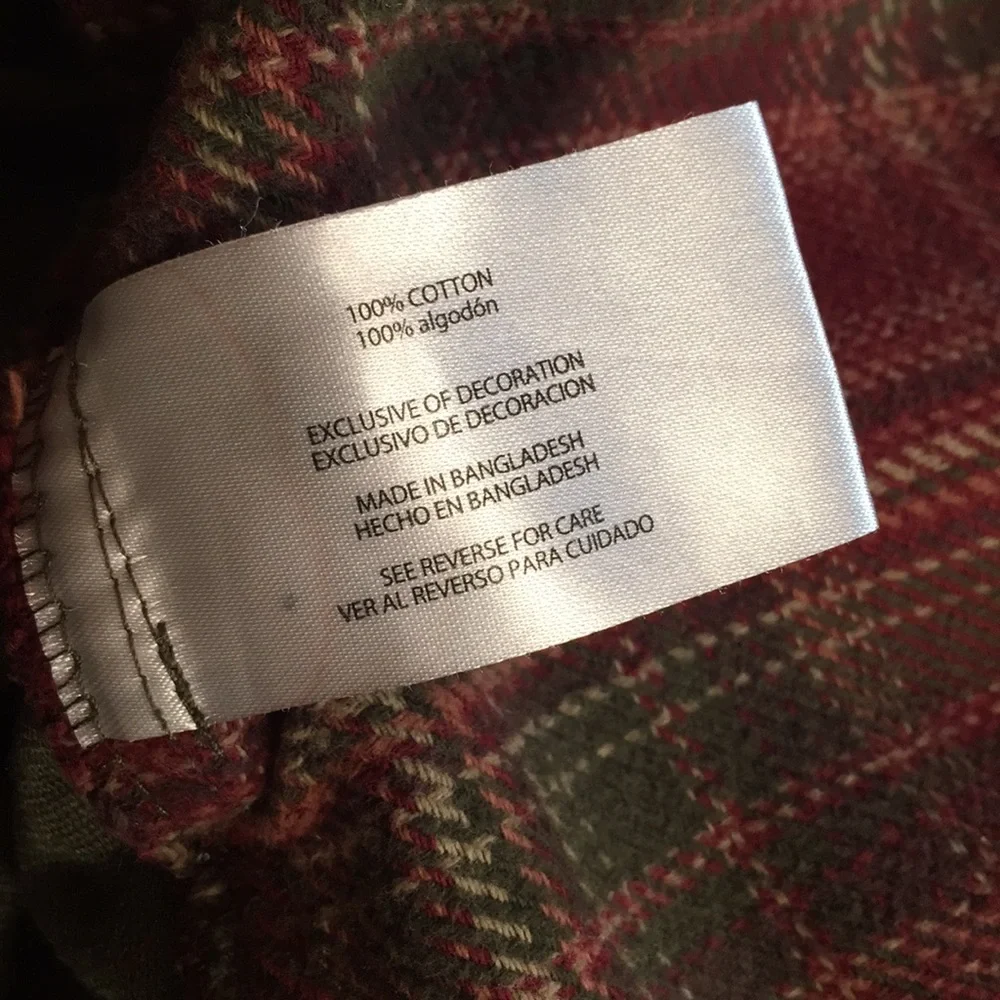 100% COTTON
100% algodón
EXCLUSIVE OF DECORATION
EXCLUSIVO DE DECORACION
MADE IN BANGLADESH
HECHO EN BANGLADESH
SEE REVERSE FOR CARE
VER AL REVERSO PARA CUIDADO